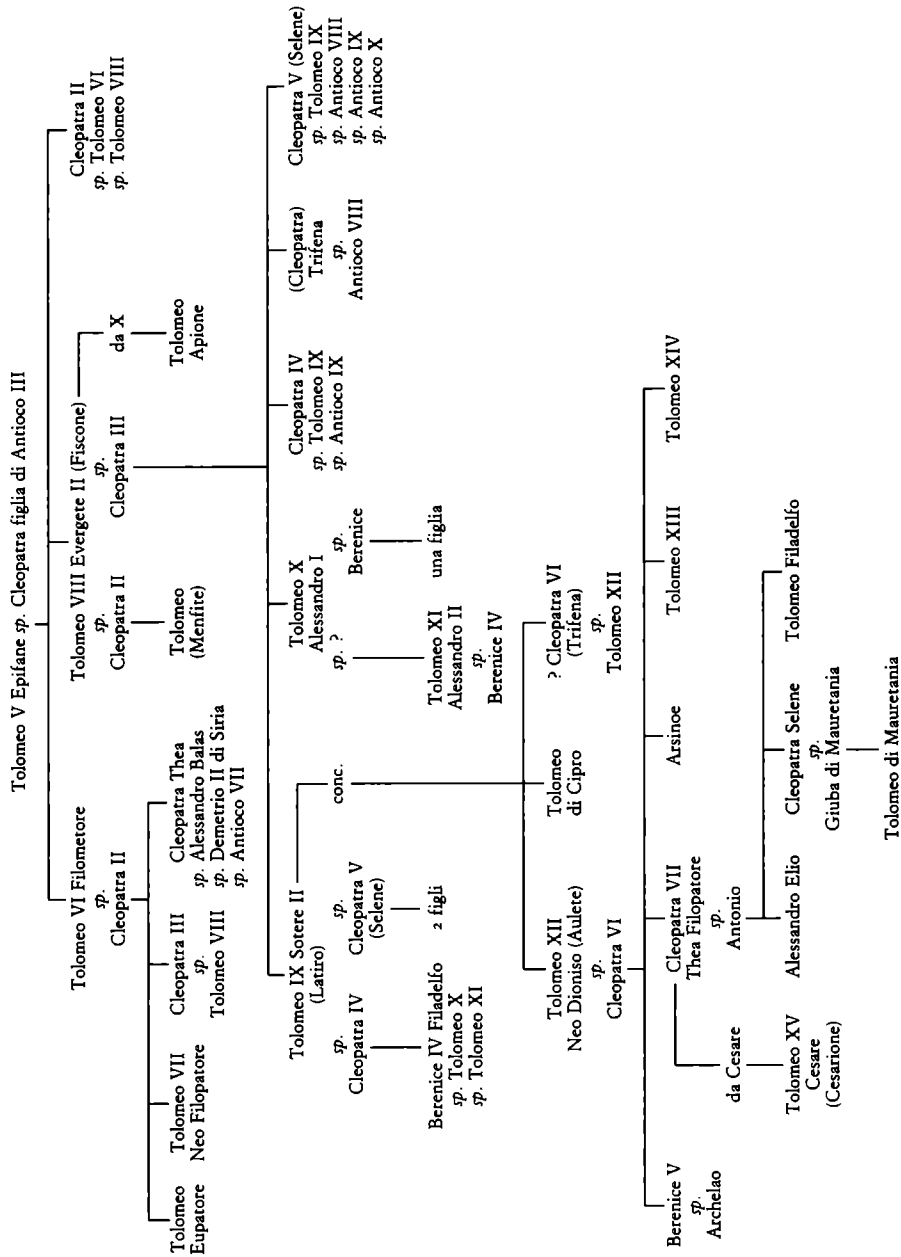 Tolomeo V Epifane sp. Cleopatra figlia di Antioco III
Tolomeo VI Filometore
sp.
Cleopatra II
Tolomeo VIII Evergete II (Fiscone)
sp.
Cleopatra II
sp.
Cleopatra III
da X
Cleopatra II
sp. Tolomeo VI
sp. Tolomeo VIII
Tolomeo
Eupatore
Tolomeo VII
Neo Filopatore
Cleopatra III
sp.
Tolomeo VIII
Cleopatra Thea
sp. Alessandro Balas
sp. Demetrio II di Siria
sp. Antioco VII
Tolomeo
(Menfite)
Tolomeo
Apione
Tolomeo IX Sotere II
(Latiro)
sp.
Cleopatra IV
sp.
Cleopatra V
(Selene)
conc.
Tolomeo X
Alessandro I
sp. ?
sp.
Berenice
Cleopatra IV
sp. Tolomeo IX
sp. Antioco IX
(Cleopatra)
Trifena
sp.
Antioco VIII
Cleopatra V (Selene)
sp. Tolomeo IX
sp. Antioco VIII
sp. Antioco IX
sp. Antioco X
Berenice IV Filadelfo
sp. Tolomeo X
sp. Tolomeo XI
2 figli
Tolomeo XI
Alessandro II
sp.
Berenice IV
una figlia
Tolomeo XII
Neo Dioniso (Aulete)
sp.
Cleopatra VI
Tolomeo
di Cipro
? Cleopatra VI
(Trifena)
sp.
Tolomeo XII
Berenice V
sp.
Archelao
Cleopatra VII
Thea Filopatore
sp.
Antonio
da Cesare
Arsinoe
Tolomeo XIII
Tolomeo XIV
Tolomeo XV
Cesare
(Cesarione)
Alessandro Elio
Cleopatra Selene
sp.
Giuba di Mauretania
Tolomeo Filadelfo
Tolomeo di Mauretania